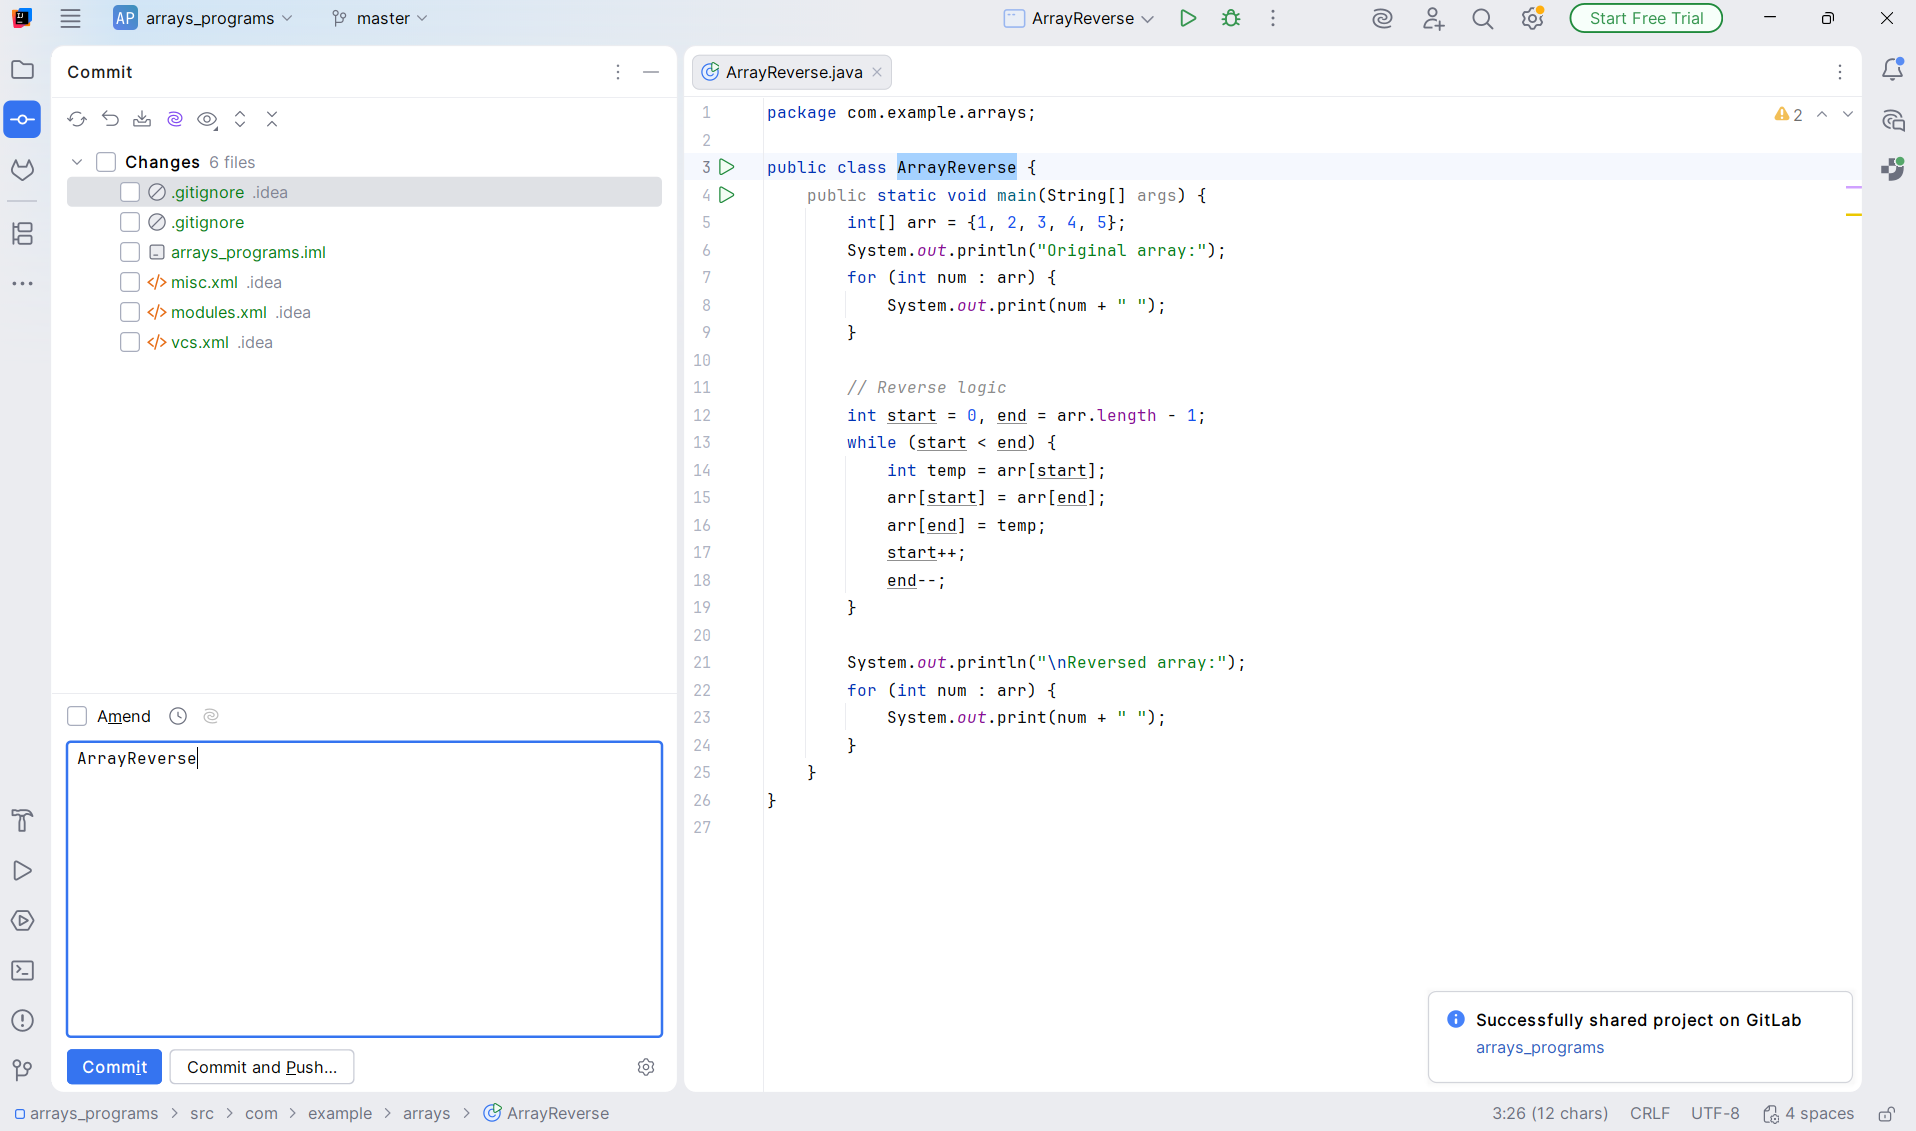 AP arrays_programs master ArrayReverse Start Free Trial
Commit
Changes 6 files
.gitignore .idea
.gitignore
arrays_programs.iml
misc.xml .idea
modules.xml .idea
vcs.xml .idea
Amend
ArrayReverse
Commit Commit and Push...
ArrayReverse.java
2
1 package com.example.arrays;
2
3 public class ArrayReverse {
4 public static void main(String[] args) {
5 int[] arr = {1, 2, 3, 4, 5};
6 System.out.println("Original array:");
7 for (int num : arr) {
8 System.out.print(num + " ");
9 }
10
11 // Reverse logic
12 int start = 0, end = arr.length - 1;
13 while (start < end) {
14 int temp = arr[start];
15 arr[start] = arr[end];
16 arr[end] = temp;
17 start++;
18 end--;
19 }
20
21 System.out.println("\nReversed array:");
22 for (int num : arr) {
23 System.out.print(num + " ");
24 }
25 }
26 }
27
Successfully shared project on GitLab
arrays_programs
arrays_programs > src > com > example > arrays > ArrayReverse 3:26 (12 chars) CRLF UTF-8 4 spaces